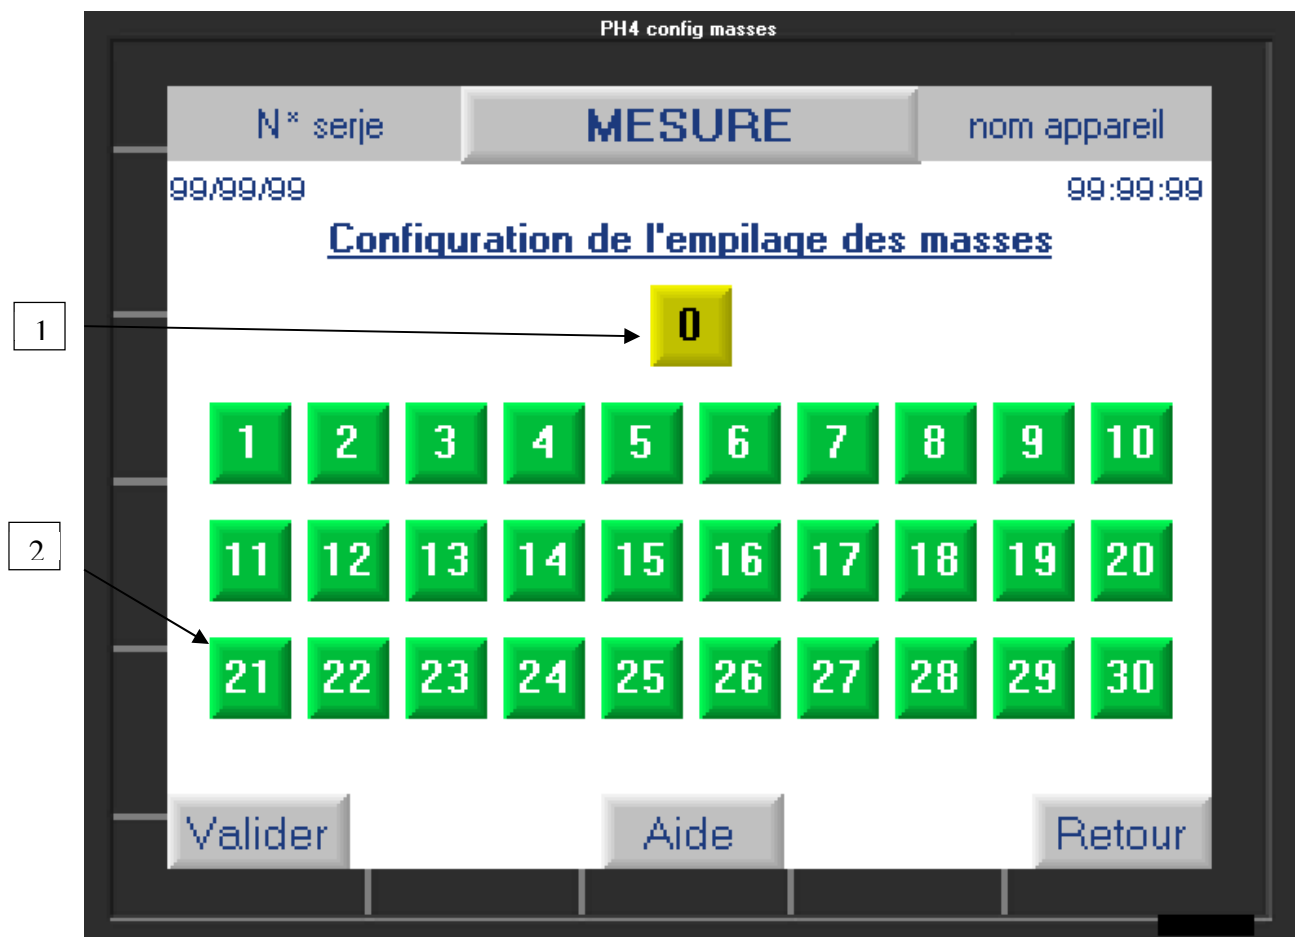 PH4 config masses
N* serje MESURE nom appareil
99/99/99 99:99:99
Configuration de l'empilage des masses
1
0
1 2 3 4 5 6 7 8 9 10
2
11 12 13 14 15 16 17 18 19 20
21 22 23 24 25 26 27 28 29 30
Valider Aide Retour